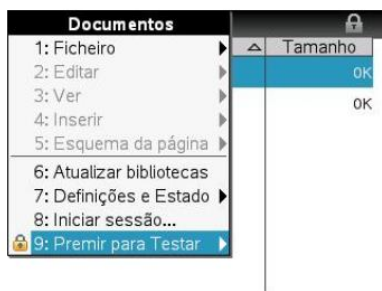 Documentos
Tamanho
1: Ficheiro
2: Editar
0K
3: Ver
0K
4: Inserir
5: Esquema da página
6: Atualizar bibliotecas
7: Definições e Estado
8: Iniciar sessão...
9: Premir para Testar